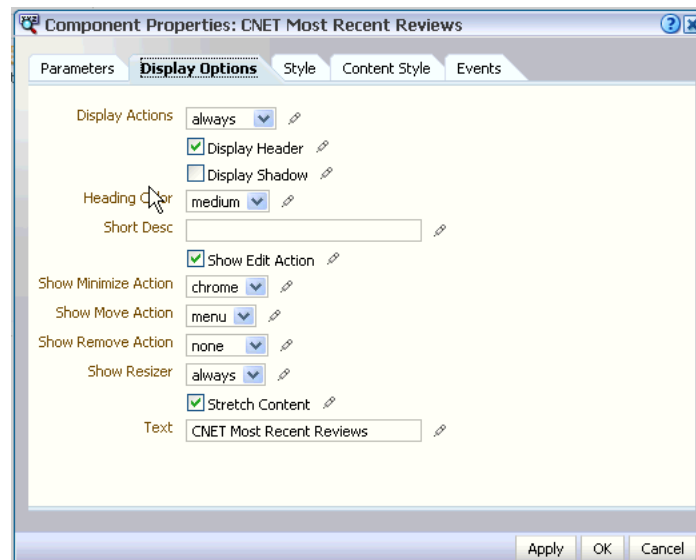 Component Properties: CNET Most Recent Reviews
Parameters Display Options Style Content Style Events
Display Actions always
Display Header
Display Shadow
Heading Color medium
Short Desc
Show Edit Action
Show Minimize Action chrome
Show Move Action menu
Show Remove Action none
Show Resizer always
Stretch Content
Text CNET Most Recent Reviews
Apply OK Cancel